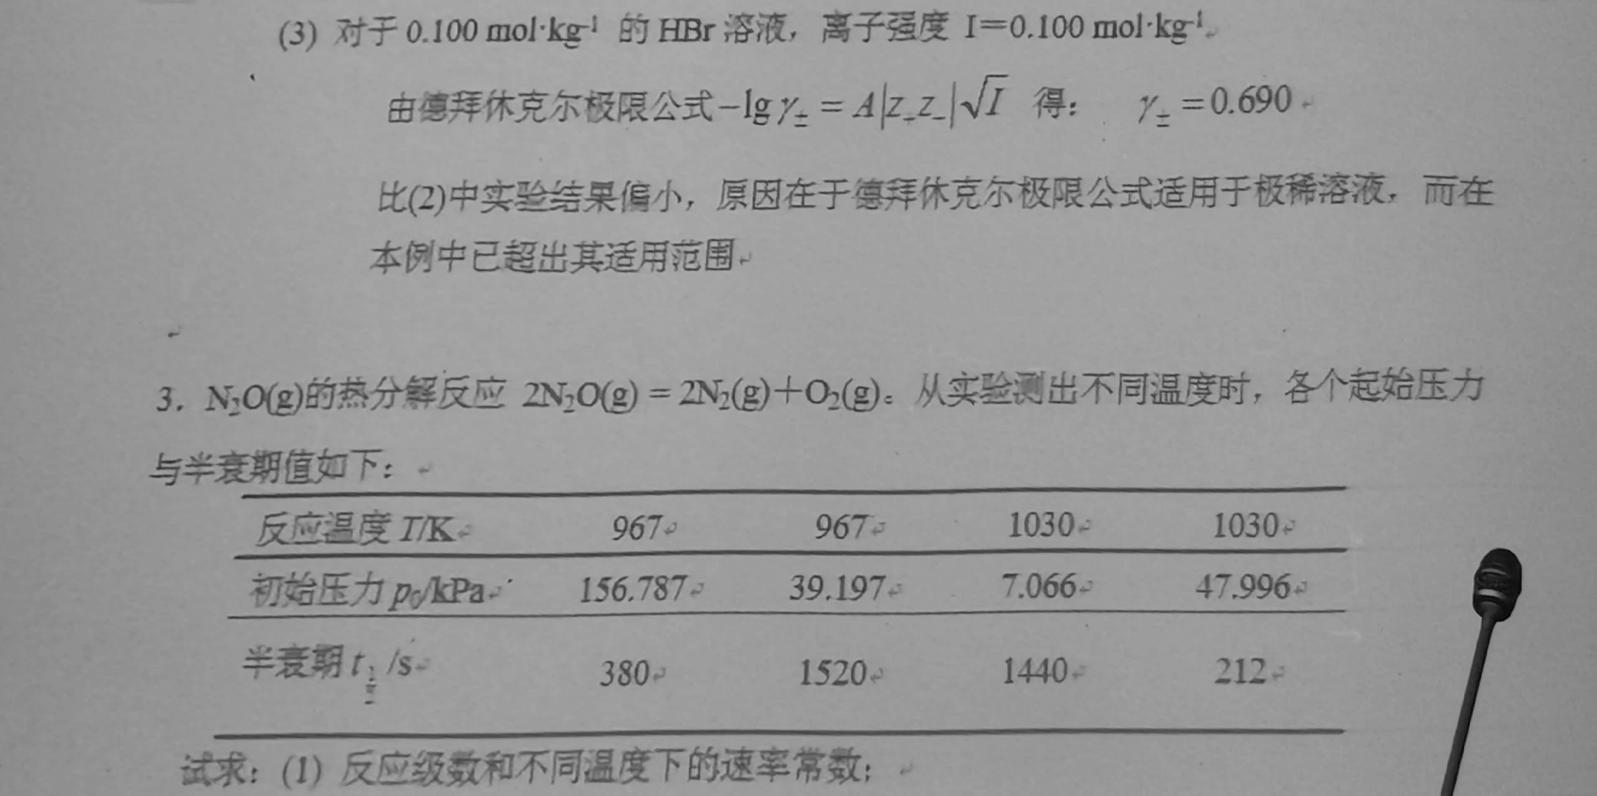 (3) 对于 0.100 mol·kg⁻¹ 的 HBr 溶液，离子强度 I=0.100 mol·kg⁻¹
由德拜休克尔极限公式 −lg γ± = A|z₊z₋|√I 得： γ± = 0.690
比(2)中实验结果偏小，原因在于德拜休克尔极限公式适用于极稀溶液，而在
本例中已超出其适用范围
3. N₂O(g)的热分解反应 2N₂O(g) = 2N₂(g)+O₂(g)。从实验测出不同温度时，各个起始压力
与半衰期值如下：
反应温度 T/K 967 967 1030 1030
初始压力 p₀/kPa 156.787 39.197 7.066 47.996
半衰期 t½ /s 380 1520 1440 212
试求：(1) 反应级数和不同温度下的速率常数；